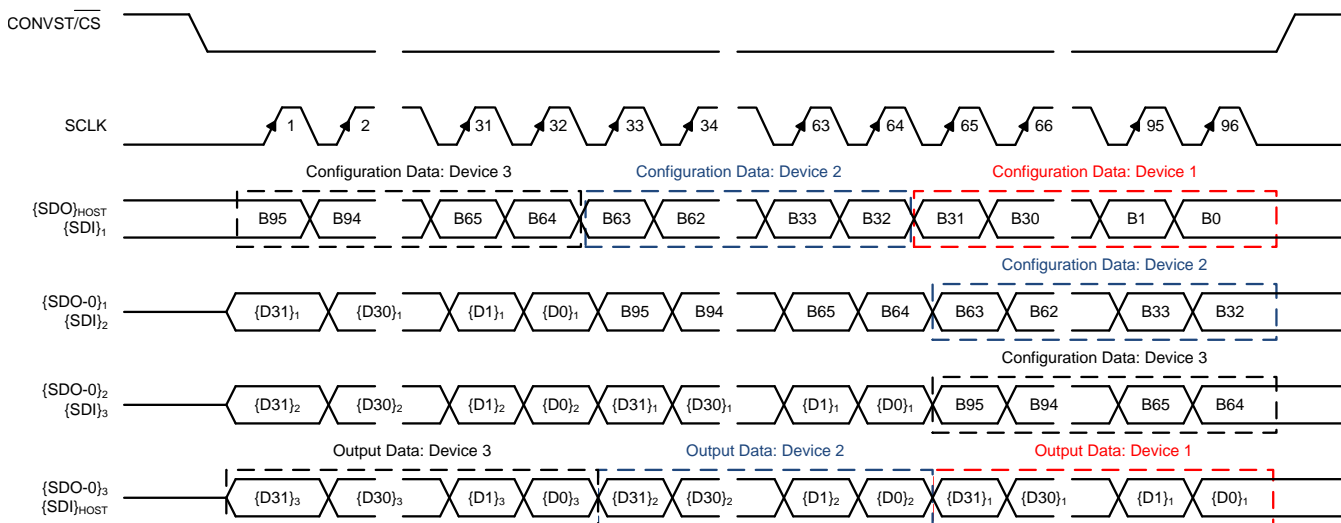 CONVST/CS
SCLK
1 2 31 32 33 34 63 64 65 66 95 96
Configuration Data: Device 3 Configuration Data: Device 2 Configuration Data: Device 1
{SDO}HOST
{SDI}1
B95 B94 B65 B64 B63 B62 B33 B32 B31 B30 B1 B0
Configuration Data: Device 2
{SDO-0}1
{SDI}2
{D31}1 {D30}1 {D1}1 {D0}1 B95 B94 B65 B64 B63 B62 B33 B32
Configuration Data: Device 3
{SDO-0}2
{SDI}3
{D31}2 {D30}2 {D1}2 {D0}2 {D31}1 {D30}1 {D1}1 {D0}1 B95 B94 B65 B64
Output Data: Device 3 Output Data: Device 2 Output Data: Device 1
{SDO-0}3
{SDI}HOST
{D31}3 {D30}3 {D1}3 {D0}3 {D31}2 {D30}2 {D1}2 {D0}2 {D31}1 {D30}1 {D1}1 {D0}1